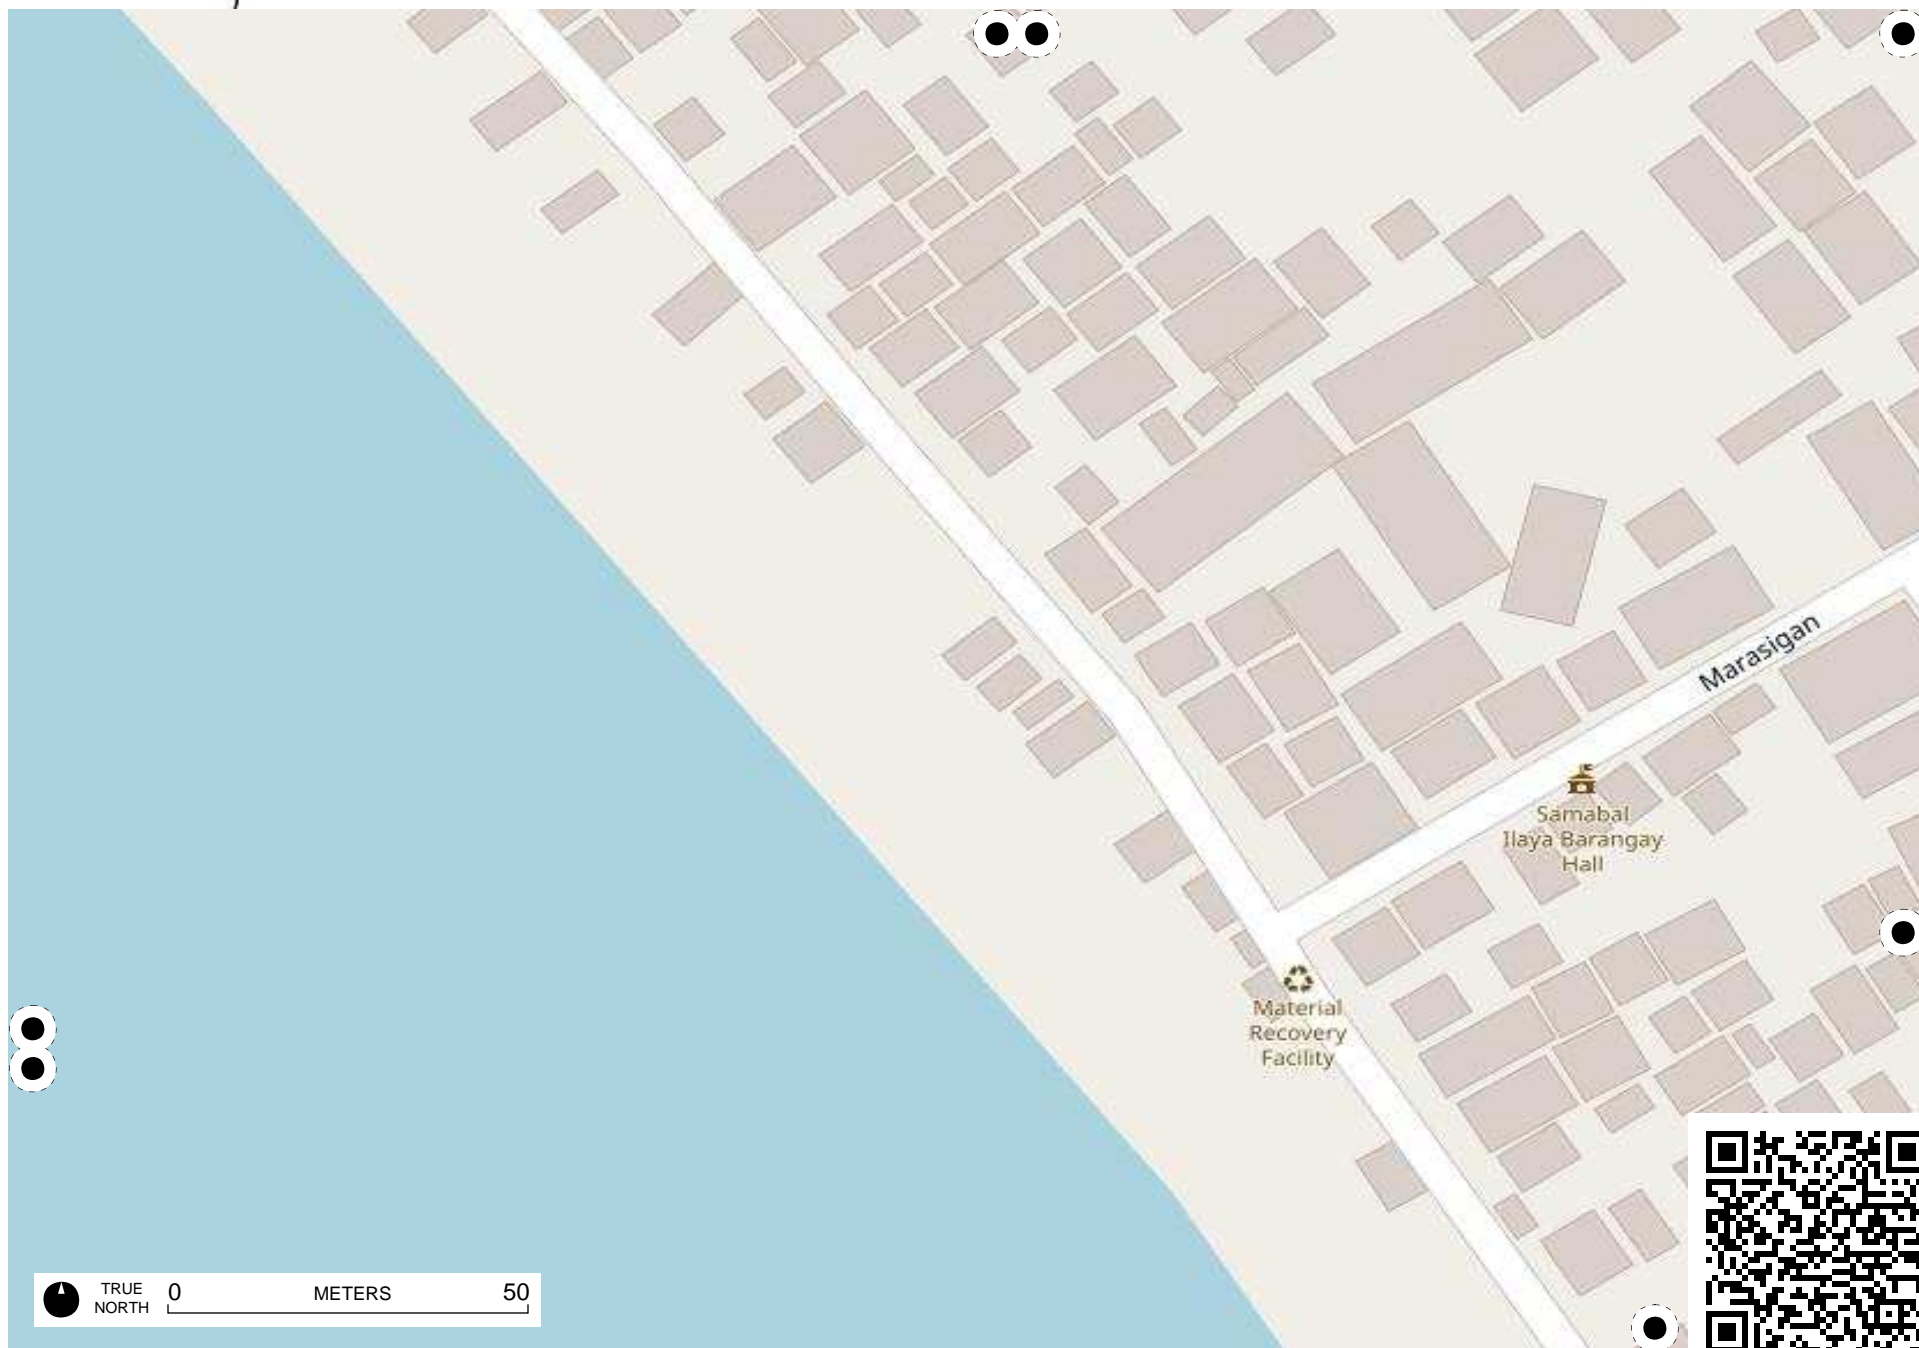 Marasigan
Samabal
Ilaya Barangay
Hall
Material
Recovery
Facility
TRUE
NORTH
0 METERS 50